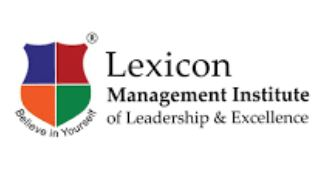 ®
Lexicon
Management Institute
of Leadership & Excellence
Believe in Yourself